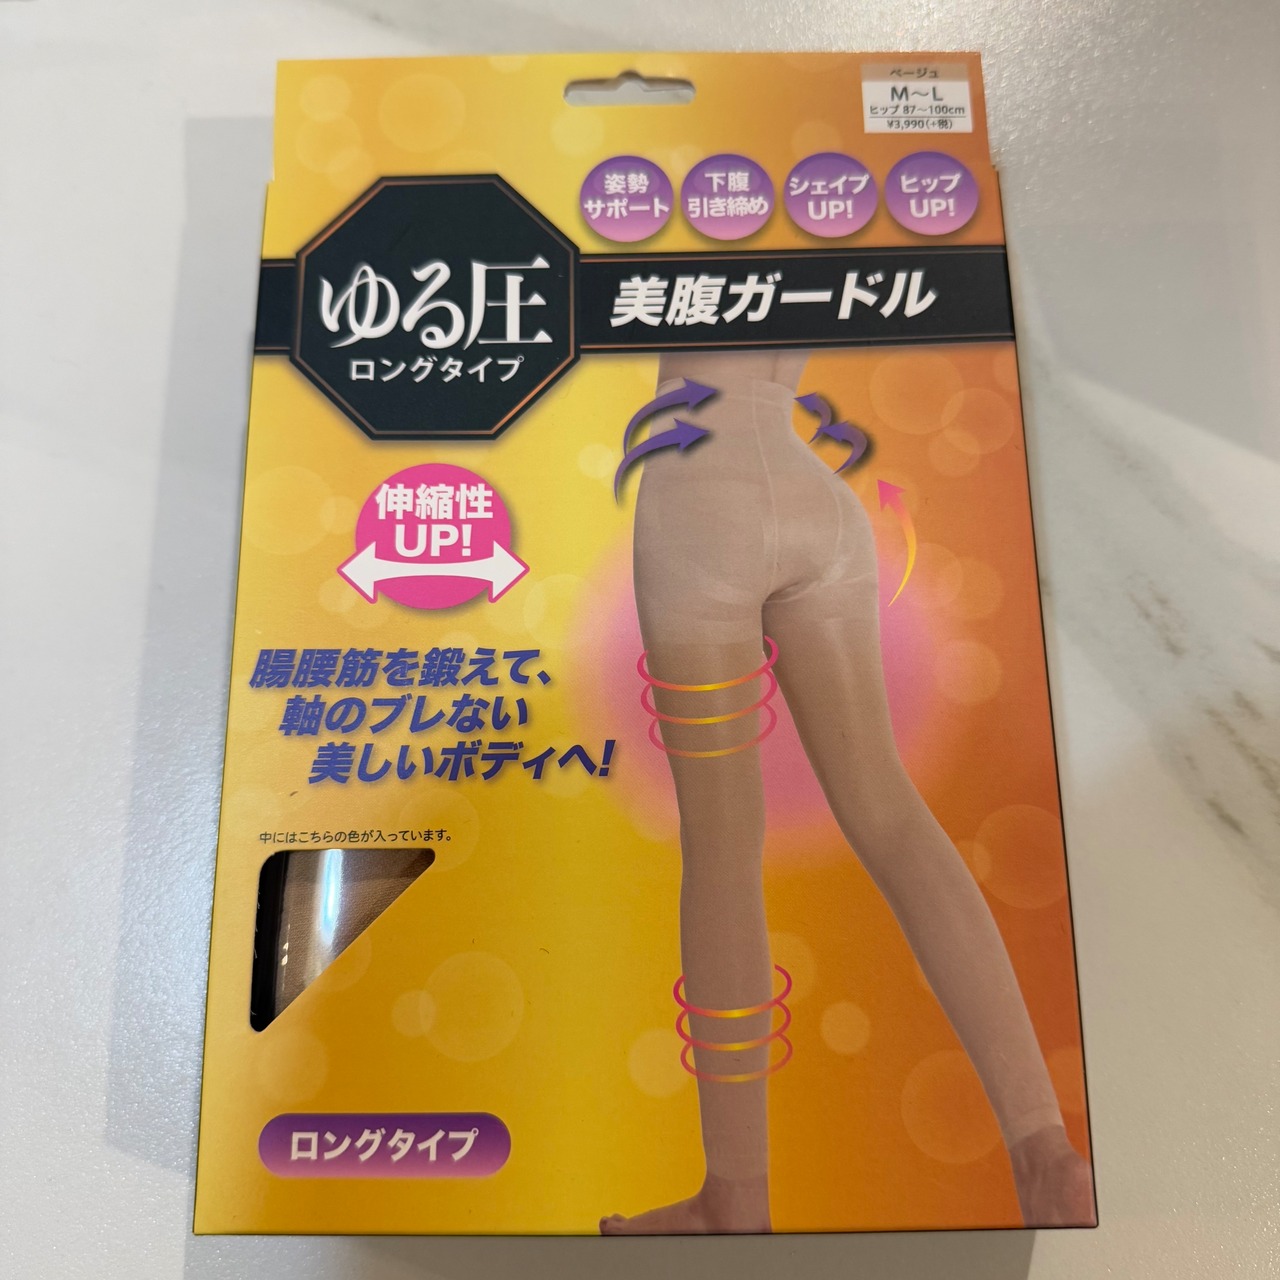 ベージュ
M～L
ヒップ 87～100cm
¥3,990(+税)
姿勢
サポート
下腹
引き締め
シェイプ
UP!
ヒップ
UP!
ゆる圧
ロングタイプ
美腹ガードル
伸縮性
UP!
腸腰筋を鍛えて、
軸のブレない
美しいボディへ!
中にはこちらの色が入っています。
ロングタイプ